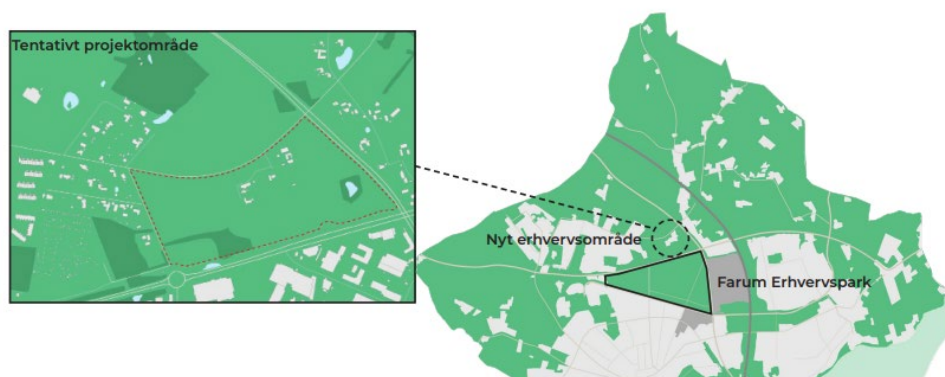 Tentativt projektområde
Nyt erhvervsområde
Farum Erhvervspark